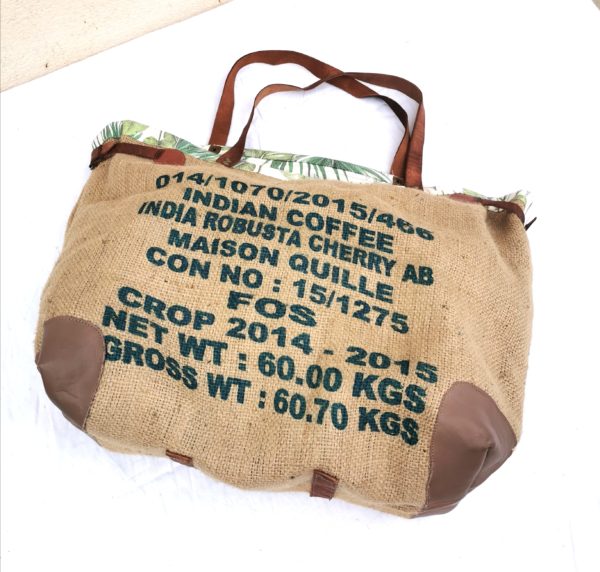 014/1070/2015/466
INDIAN COFFEE
INDIA ROBUSTA CHERRY AB
MAISON QUILLE
CON NO : 15/1275
FOS
CROP 2014 - 2015
NET WT : 60.00 KGS
GROSS WT : 60.70 KGS